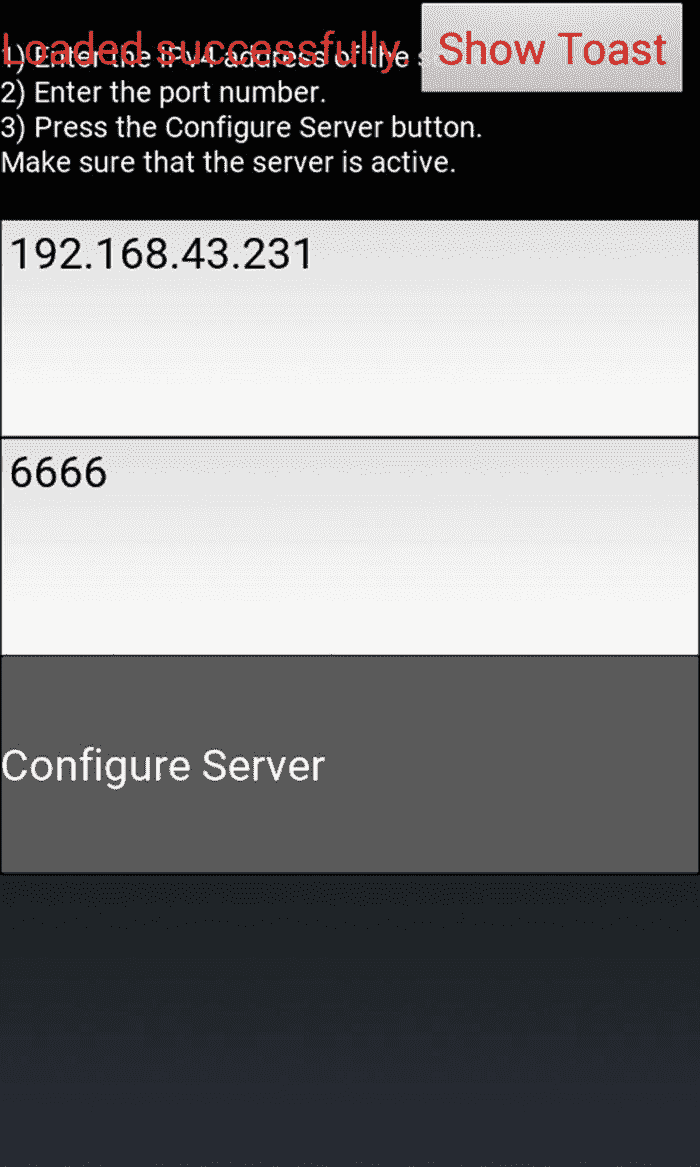 Loaded successfully
Show Toast
1) Enter the IPv4 address of the
2) Enter the port number.
3) Press the Configure Server button.
Make sure that the server is active.
192.168.43.231
6666
Configure Server